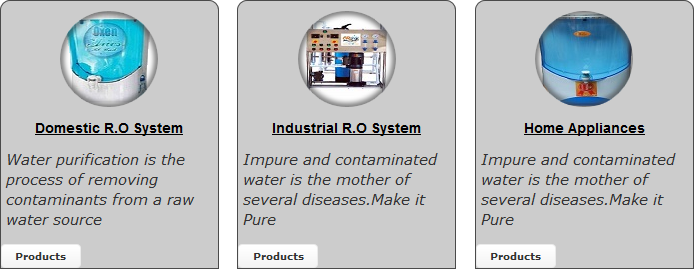 Oxen
Domestic R.O System
Water purification is the
process of removing
contaminants from a raw
water source
Products
Industrial R.O System
Impure and contaminated
water is the mother of
several diseases.Make it
Pure
Products
Home Appliances
Impure and contaminated
water is the mother of
several diseases.Make it
Pure
Products